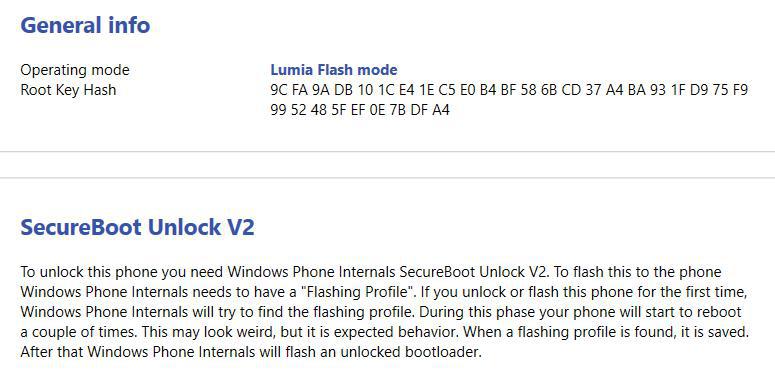 General info
Operating mode Lumia Flash mode
Root Key Hash 9C FA 9A DB 10 1C E4 1E C5 E0 B4 BF 58 6B CD 37 A4 BA 93 1F D9 75 F9
99 52 48 5F EF 0E 7B DF A4
SecureBoot Unlock V2
To unlock this phone you need Windows Phone Internals SecureBoot Unlock V2. To flash this to the phone
Windows Phone Internals needs to have a "Flashing Profile". If you unlock or flash this phone for the first time,
Windows Phone Internals will try to find the flashing profile. During this phase your phone will start to reboot
a couple of times. This may look weird, but it is expected behavior. When a flashing profile is found, it is saved.
After that Windows Phone Internals will flash an unlocked bootloader.